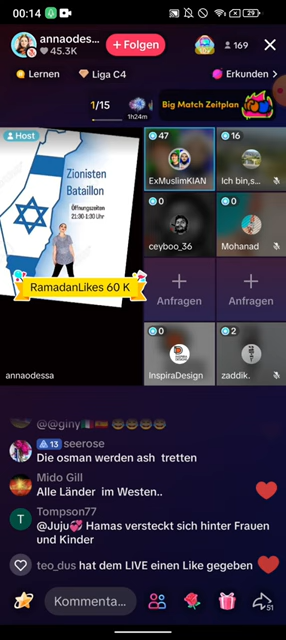 00:14
29
annaodes...
45.3K
+ Folgen
169
Lernen
Liga C4
Erkunden >
1/15
1h24m
Big Match Zeitplan
Host
Zionisten
Bataillon
Öffnungszeiten
21:30-1:30 Uhr
RamadanLikes 60 K
annaodessa
47
ExMuslimKIAN
16
Ich bin,s...
0
ceyboo_36
0
Mohanad
Anfragen
Anfragen
0
InspiraDesign
2
zaddik.
@@giny🇮🇹🇪🇸😄😄😄😄
13 seerose
Die osman werden ash tretten
Mido Gill
Alle Länder im Westen..
T
Tompson77
@Juju💞 Hamas versteckt sich hinter Frauen
und Kinder
teo_dus hat dem LIVE einen Like gegeben
Kommenta...
51